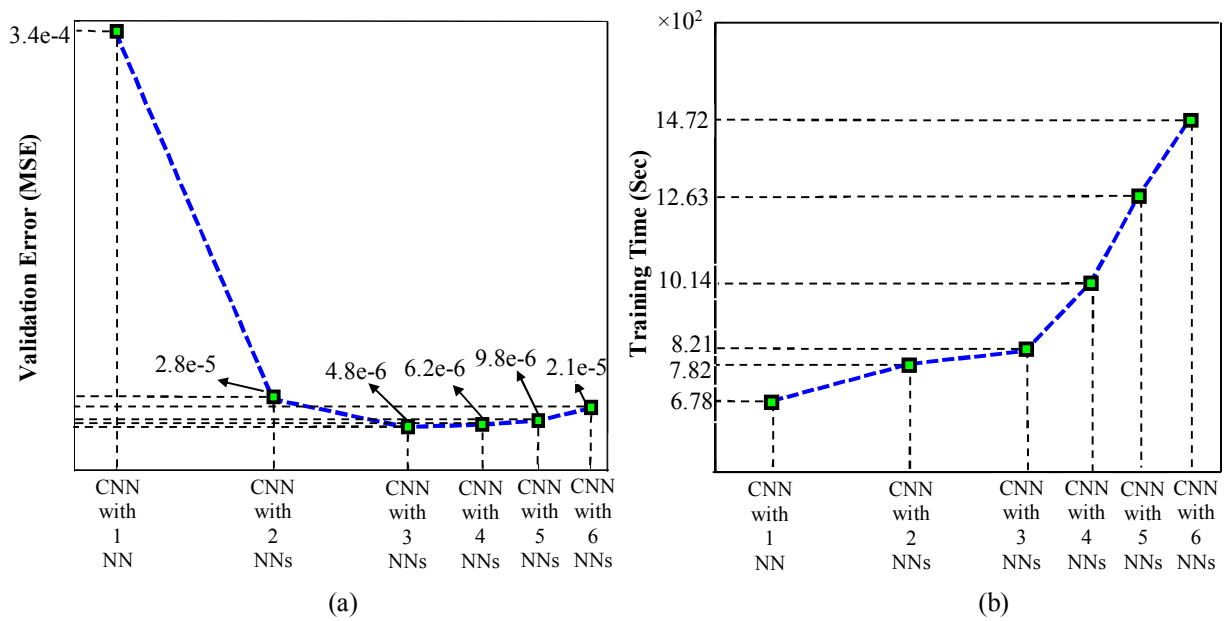 3.4e-4
Validation Error (MSE)
2.8e-5
4.8e-6
6.2e-6
9.8e-6
2.1e-5
CNN
with
1
NN
CNN
with
2
NNs
CNN
with
3
NNs
CNN
with
4
NNs
CNN
with
5
NNs
CNN
with
6
NNs
(a)
×10²
Training Time (Sec)
14.72
12.63
10.14
8.21
7.82
6.78
CNN
with
1
NN
CNN
with
2
NNs
CNN
with
3
NNs
CNN
with
4
NNs
CNN
with
5
NNs
CNN
with
6
NNs
(b)